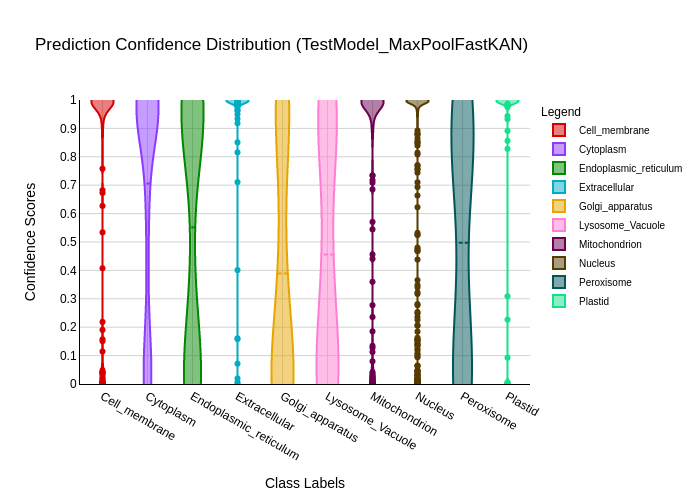 Prediction Confidence Distribution (TestModel_MaxPoolFastKAN)
Confidence Scores
1
0.9
0.8
0.7
0.6
0.5
0.4
0.3
0.2
0.1
0
Cell_membrane
Cytoplasm
Endoplasmic_reticulum
Extracellular
Golgi_apparatus
Lysosome_Vacuole
Mitochondrion
Nucleus
Peroxisome
Plastid
Class Labels
Legend
Cell_membrane
Cytoplasm
Endoplasmic_reticulum
Extracellular
Golgi_apparatus
Lysosome_Vacuole
Mitochondrion
Nucleus
Peroxisome
Plastid